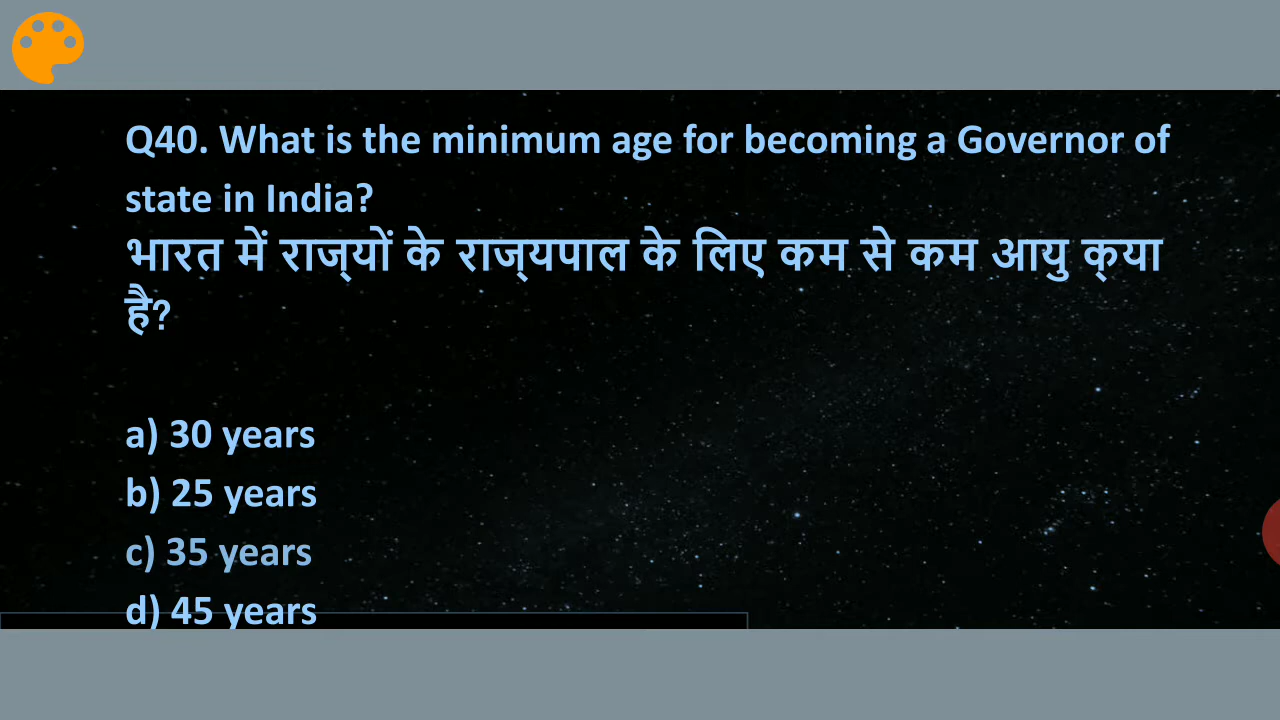 Q40. What is the minimum age for becoming a Governor of
state in India?
भारत में राज्यों के राज्यपाल के लिए कम से कम आयु क्या
है?
a) 30 years
b) 25 years
c) 35 years
d) 45 years